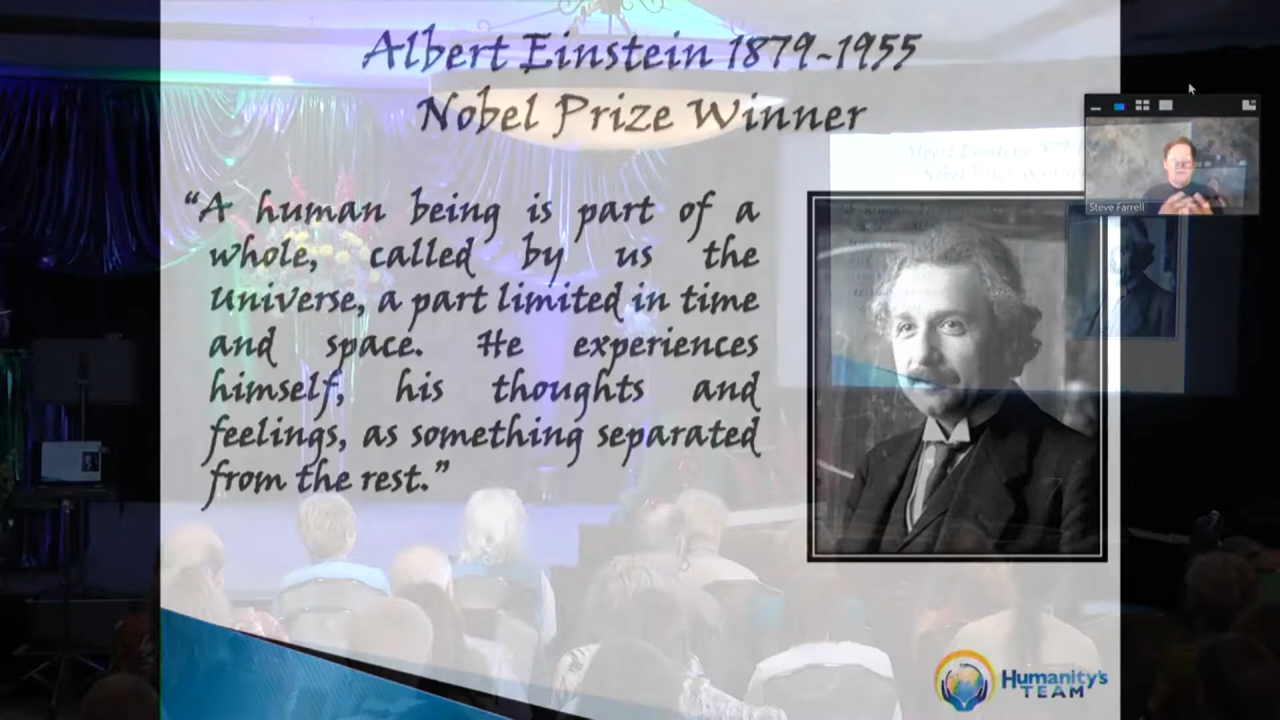 Albert Einstein 1879-1955
Nobel Prize Winner
“A human being is part of a
whole, called by us the
universe, a part limited in time
and space. He experiences
himself, his thoughts and
feelings, as something separated
from the rest.”
Steve Farrell
Humanity's
TEAM